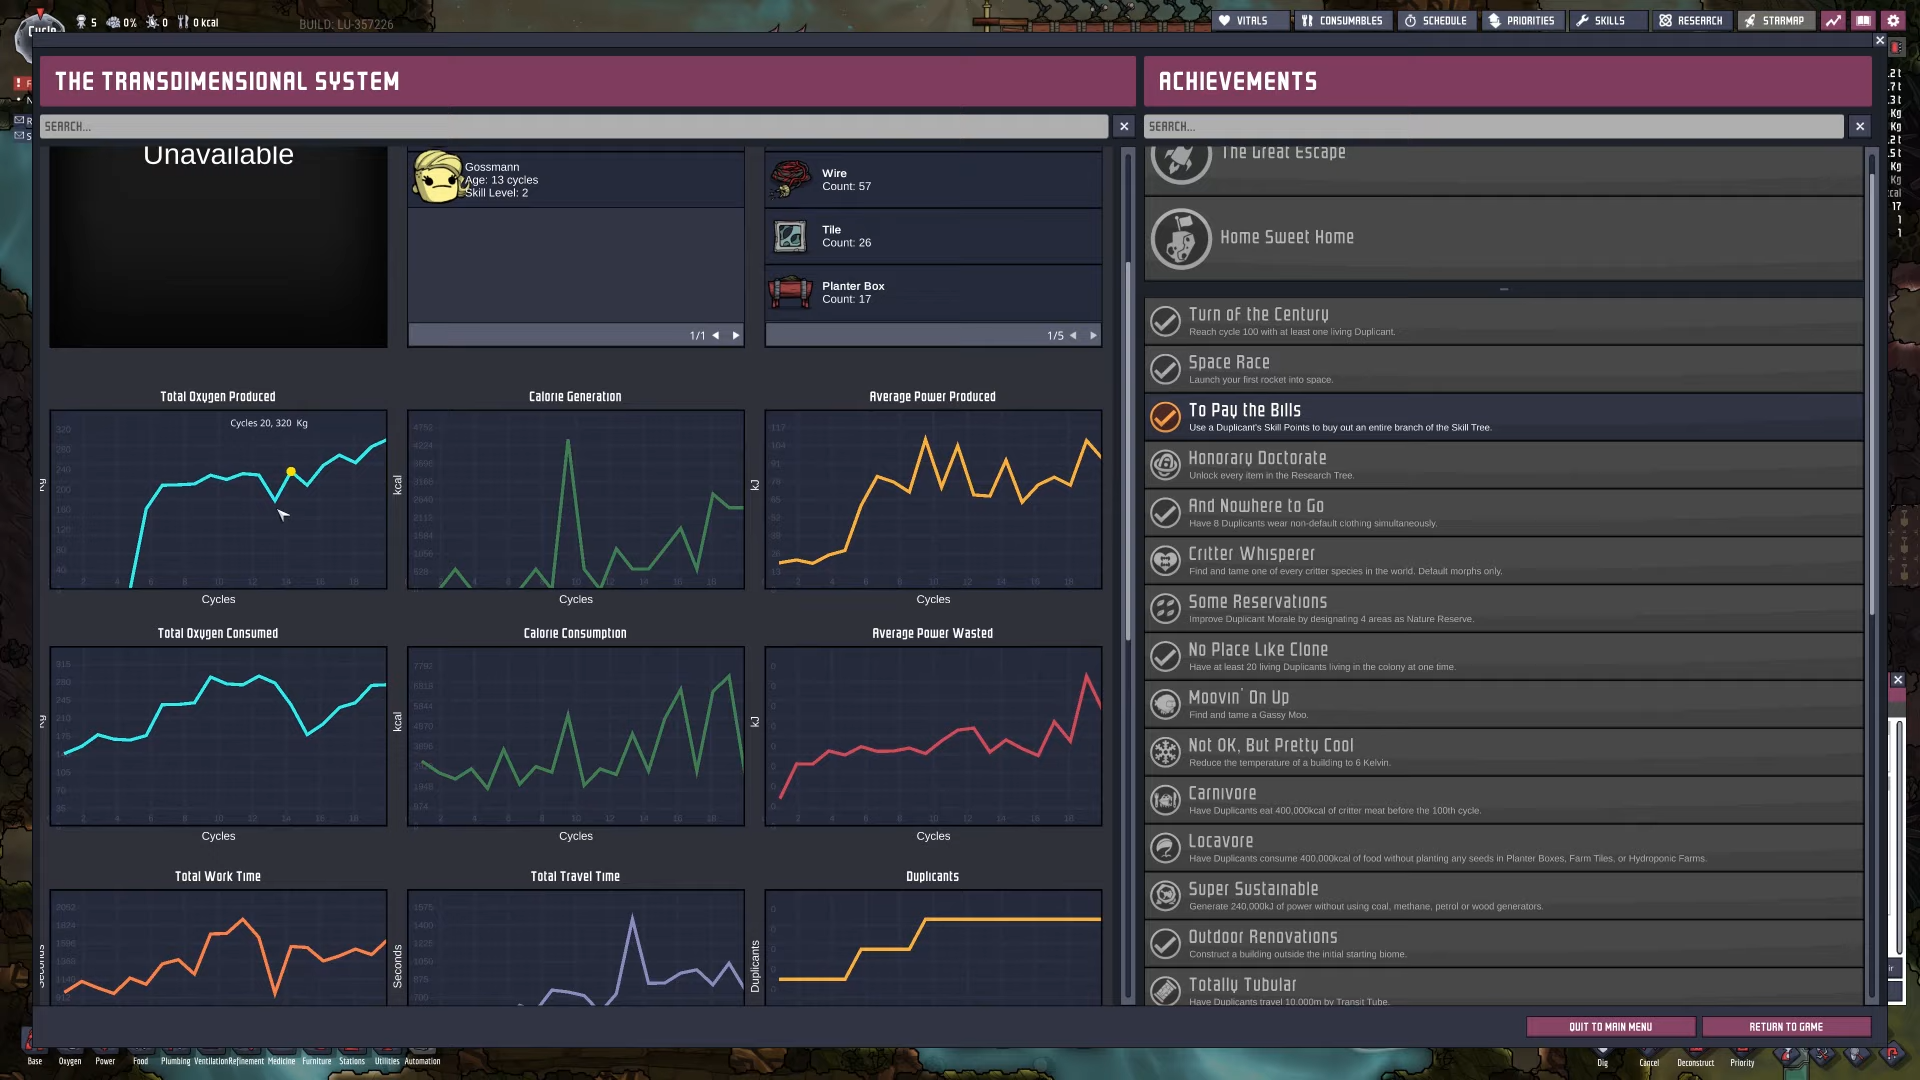 5 0% 0 0 kcal
BUILD: LU-357226
VITALS CONSUMABLES SCHEDULE PRIORITIES SKILLS RESEARCH STARMAP
THE TRANSDIMENSIONAL SYSTEM
ACHIEVEMENTS
SEARCH...
SEARCH...
Unavailable
Gossmann
Age: 13 cycles
Skill Level: 2
1/1
Wire
Count: 57
Tile
Count: 26
Planter Box
Count: 17
1/5
Total Oxygen Produced
Cycles 20, 320 Kg
Cycles
Calorie Generation
kcal
Cycles
Average Power Produced
kJ
Cycles
Total Oxygen Consumed
Cycles
Calorie Consumption
kcal
Cycles
Average Power Wasted
kJ
Cycles
Total Work Time
Total Travel Time
Seconds
Duplicants
Duplicants
The Great Escape
Home Sweet Home
Turn of the Century
Reach cycle 100 with at least one living Duplicant.
Space Race
Launch your first rocket into space.
To Pay the Bills
Use a Duplicant's Skill Points to buy out an entire branch of the Skill Tree.
Honorary Doctorate
Unlock every item in the Research Tree.
And Nowhere to Go
Have 8 Duplicants wear non-default clothing simultaneously.
Critter Whisperer
Find and tame one of every critter species in the world. Default morphs only.
Some Reservations
Improve Duplicant Morale by designating 4 areas as Nature Reserve.
No Place Like Clone
Have at least 20 living Duplicants living in the colony at one time.
Moovin' On Up
Find and tame a Gassy Moo.
Not OK, But Pretty Cool
Reduce the temperature of a building to 6 Kelvin.
Carnivore
Have Duplicants eat 400,000kcal of critter meat before the 100th cycle.
Locavore
Have Duplicants consume 400,000kcal of food without planting any seeds in Planter Boxes, Farm Tiles, or Hydroponic Farms.
Super Sustainable
Generate 240,000kJ of power without using coal, methane, petrol or wood generators.
Outdoor Renovations
Construct a building outside the initial starting biome.
Totally Tubular
Have Duplicants travel 10,000m by Transit Tube.
QUIT TO MAIN MENU
RETURN TO GAME
Base Oxygen Power Food Plumbing Ventilation Refinement Medicine Furniture Stations Utilities Automation
Dig Cancel Deconstruct Priority